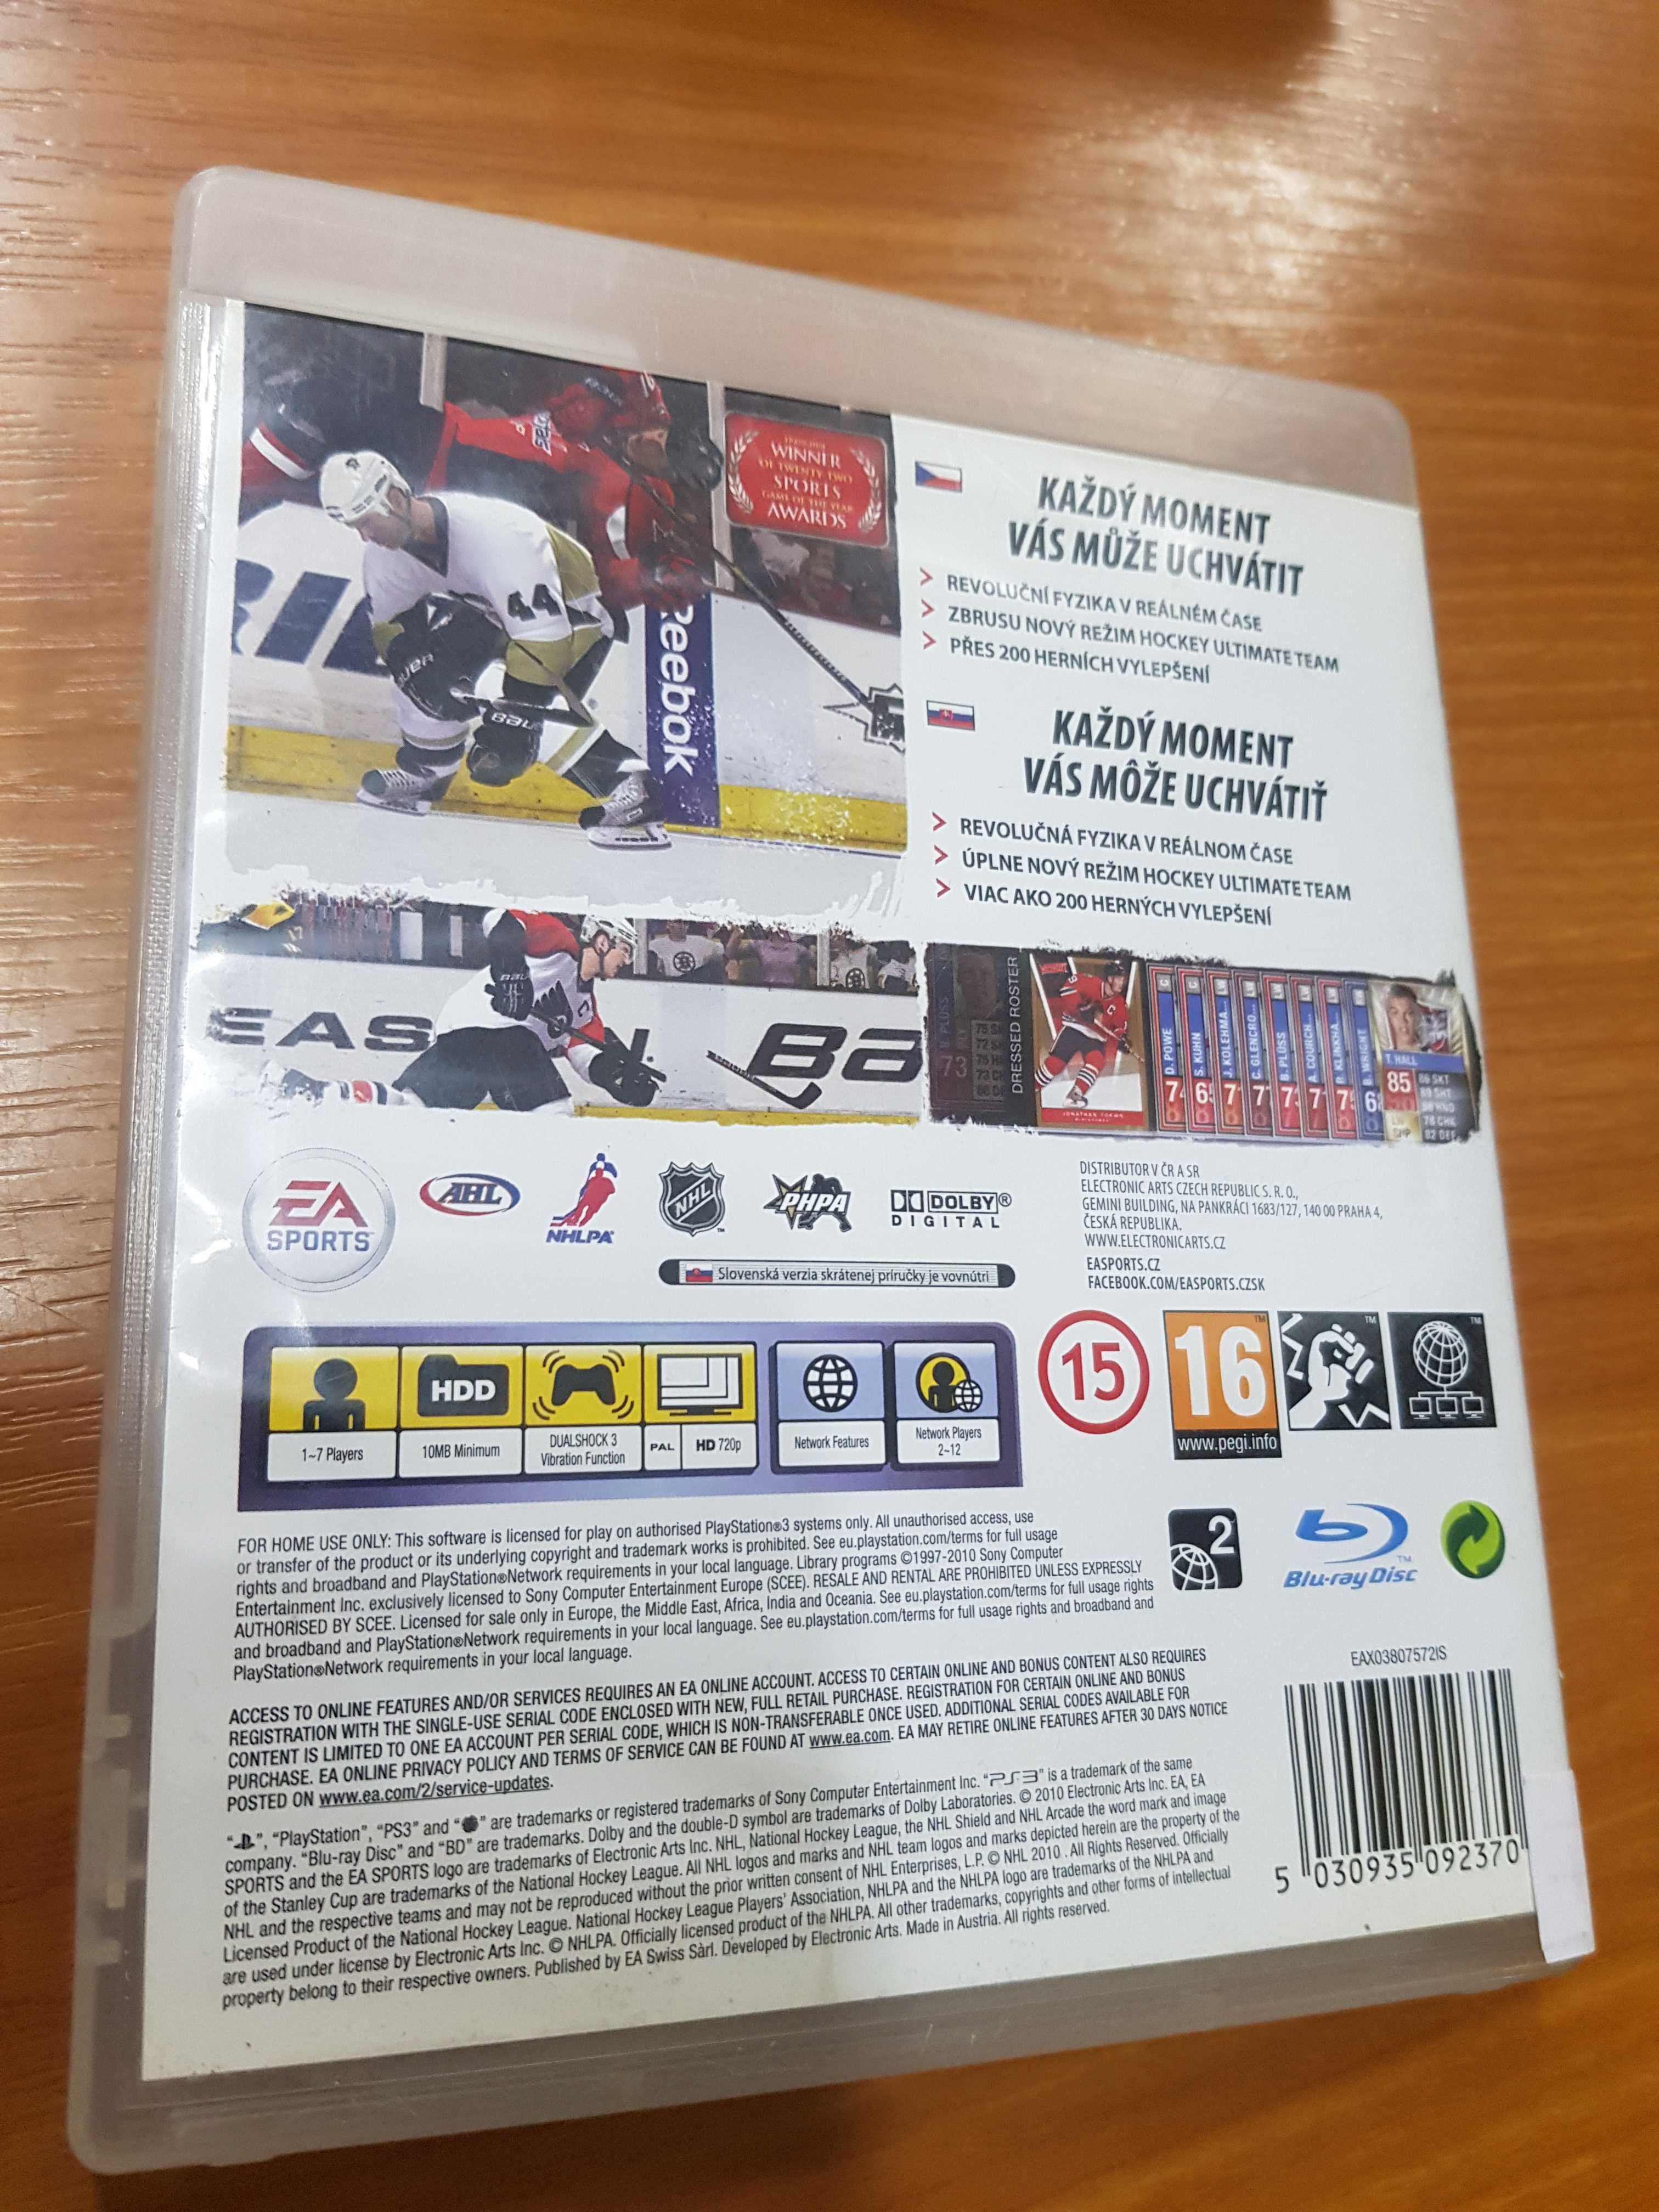 WINNER
OF TWENTY-TWO
SPORTS
GAME OF THE YEAR
AWARDS
44
Reebok
KAŽDÝ MOMENT
VÁS MŮŽE UCHVÁTIT
> REVOLUČNÍ FYZIKA V REÁLNÉM ČASE
> ZBRUSU NOVÝ REŽIM HOCKEY ULTIMATE TEAM
> PŘES 200 HERNÍCH VYLEPŠENÍ
KAŽDÝ MOMENT
VÁS MÔŽE UCHVÁTIŤ
> REVOLUČNÁ FYZIKA V REÁLNOM ČASE
> ÚPLNE NOVÝ REŽIM HOCKEY ULTIMATE TEAM
> VIAC AKO 200 HERNÝCH VYLEPŠENÍ
EAS
Ba
B. PLUSS
73
DRESSED ROSTER
JONATHAN TOEWS
D. POWE
S. KUHN
J. KOLEHMA...
C. GLENCRO...
B. PLUSS
A. COURCH...
R. KLINKHA...
B. WRIGHT
T. HALL
85
EA
SPORTS
AHL
NHLPA
NHL
PHPA
DOLBY®
DIGITAL
DISTRIBUTOR V ČR A SR
ELECTRONIC ARTS CZECH REPUBLIC S. R. O.,
GEMINI BUILDING, NA PANKRÁCI 1683/127, 140 00 PRAHA 4,
ČESKÁ REPUBLIKA.
WWW.ELECTRONICARTS.CZ
EASPORTS.CZ
FACEBOOK.COM/EASPORTS.CZSK
Slovenská verzia skrátenej príručky je vovnútri
HDD
1~7 Players
10MB Minimum
DUALSHOCK 3
Vibration Function
PAL
HD 720p
Network Features
Network Players
2~12
15
16
www.pegi.info
2
Blu-ray Disc
FOR HOME USE ONLY: This software is licensed for play on authorised PlayStation®3 systems only. All unauthorised access, use
or transfer of the product or its underlying copyright and trademark works is prohibited. See eu.playstation.com/terms for full usage
rights and broadband and PlayStation®Network requirements in your local language. Library programs ©1997-2010 Sony Computer
Entertainment Inc. exclusively licensed to Sony Computer Entertainment Europe (SCEE). RESALE AND RENTAL ARE PROHIBITED UNLESS EXPRESSLY
AUTHORISED BY SCEE. Licensed for sale only in Europe, the Middle East, Africa, India and Oceania. See eu.playstation.com/terms for full usage rights
and broadband and PlayStation®Network requirements in your local language. See eu.playstation.com/terms for full usage rights and broadband and
PlayStation®Network requirements in your local language.
ACCESS TO ONLINE FEATURES AND/OR SERVICES REQUIRES AN EA ONLINE ACCOUNT. ACCESS TO CERTAIN ONLINE AND BONUS CONTENT ALSO REQUIRES
REGISTRATION WITH THE SINGLE-USE SERIAL CODE ENCLOSED WITH NEW, FULL RETAIL PURCHASE. REGISTRATION FOR CERTAIN ONLINE AND BONUS
CONTENT IS LIMITED TO ONE EA ACCOUNT PER SERIAL CODE, WHICH IS NON-TRANSFERABLE ONCE USED. ADDITIONAL SERIAL CODES AVAILABLE FOR
PURCHASE. EA ONLINE PRIVACY POLICY AND TERMS OF SERVICE CAN BE FOUND AT www.ea.com. EA MAY RETIRE ONLINE FEATURES AFTER 30 DAYS NOTICE
POSTED ON www.ea.com/2/service-updates.
“ ”, “PlayStation”, “PS3” and “ ” are trademarks or registered trademarks of Sony Computer Entertainment Inc. “PS3” is a trademark of the same
company. “Blu-ray Disc” and “BD” are trademarks. Dolby and the double-D symbol are trademarks of Dolby Laboratories. © 2010 Electronic Arts Inc. EA, EA
SPORTS and the EA SPORTS logo are trademarks of Electronic Arts Inc. NHL, National Hockey League, the NHL Shield and NHL Arcade the word mark and image
of the Stanley Cup are trademarks of the National Hockey League. All NHL logos and marks and NHL team logos and marks depicted herein are the property of the
NHL and the respective teams and may not be reproduced without the prior written consent of NHL Enterprises, L.P. © NHL 2010 . All Rights Reserved. Officially
Licensed Product of the National Hockey League. National Hockey League Players’ Association, NHLPA and the NHLPA logo are trademarks of the NHLPA and
are used under license by Electronic Arts Inc. © NHLPA. Officially licensed product of the NHLPA. All other trademarks, copyrights and other forms of intellectual
property belong to their respective owners. Published by EA Swiss Sàrl. Developed by Electronic Arts. Made in Austria. All rights reserved.
EAX03807572IS
5 030935 092370